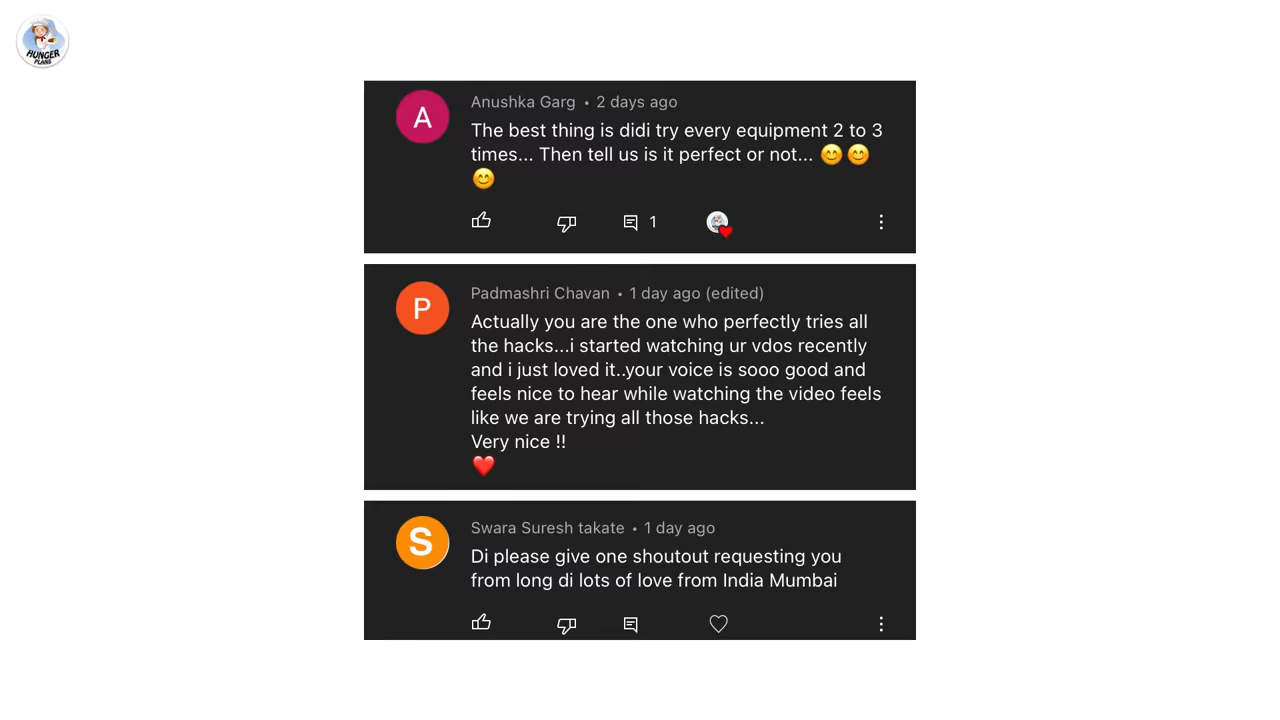 HUNGER
PLANS
A
Anushka Garg • 2 days ago
The best thing is didi try every equipment 2 to 3
times... Then tell us is it perfect or not... 😊😊
😊
1
P
Padmashri Chavan • 1 day ago (edited)
Actually you are the one who perfectly tries all
the hacks...i started watching ur vdos recently
and i just loved it..your voice is sooo good and
feels nice to hear while watching the video feels
like we are trying all those hacks...
Very nice !!
❤️
S
Swara Suresh takate • 1 day ago
Di please give one shoutout requesting you
from long di lots of love from India Mumbai